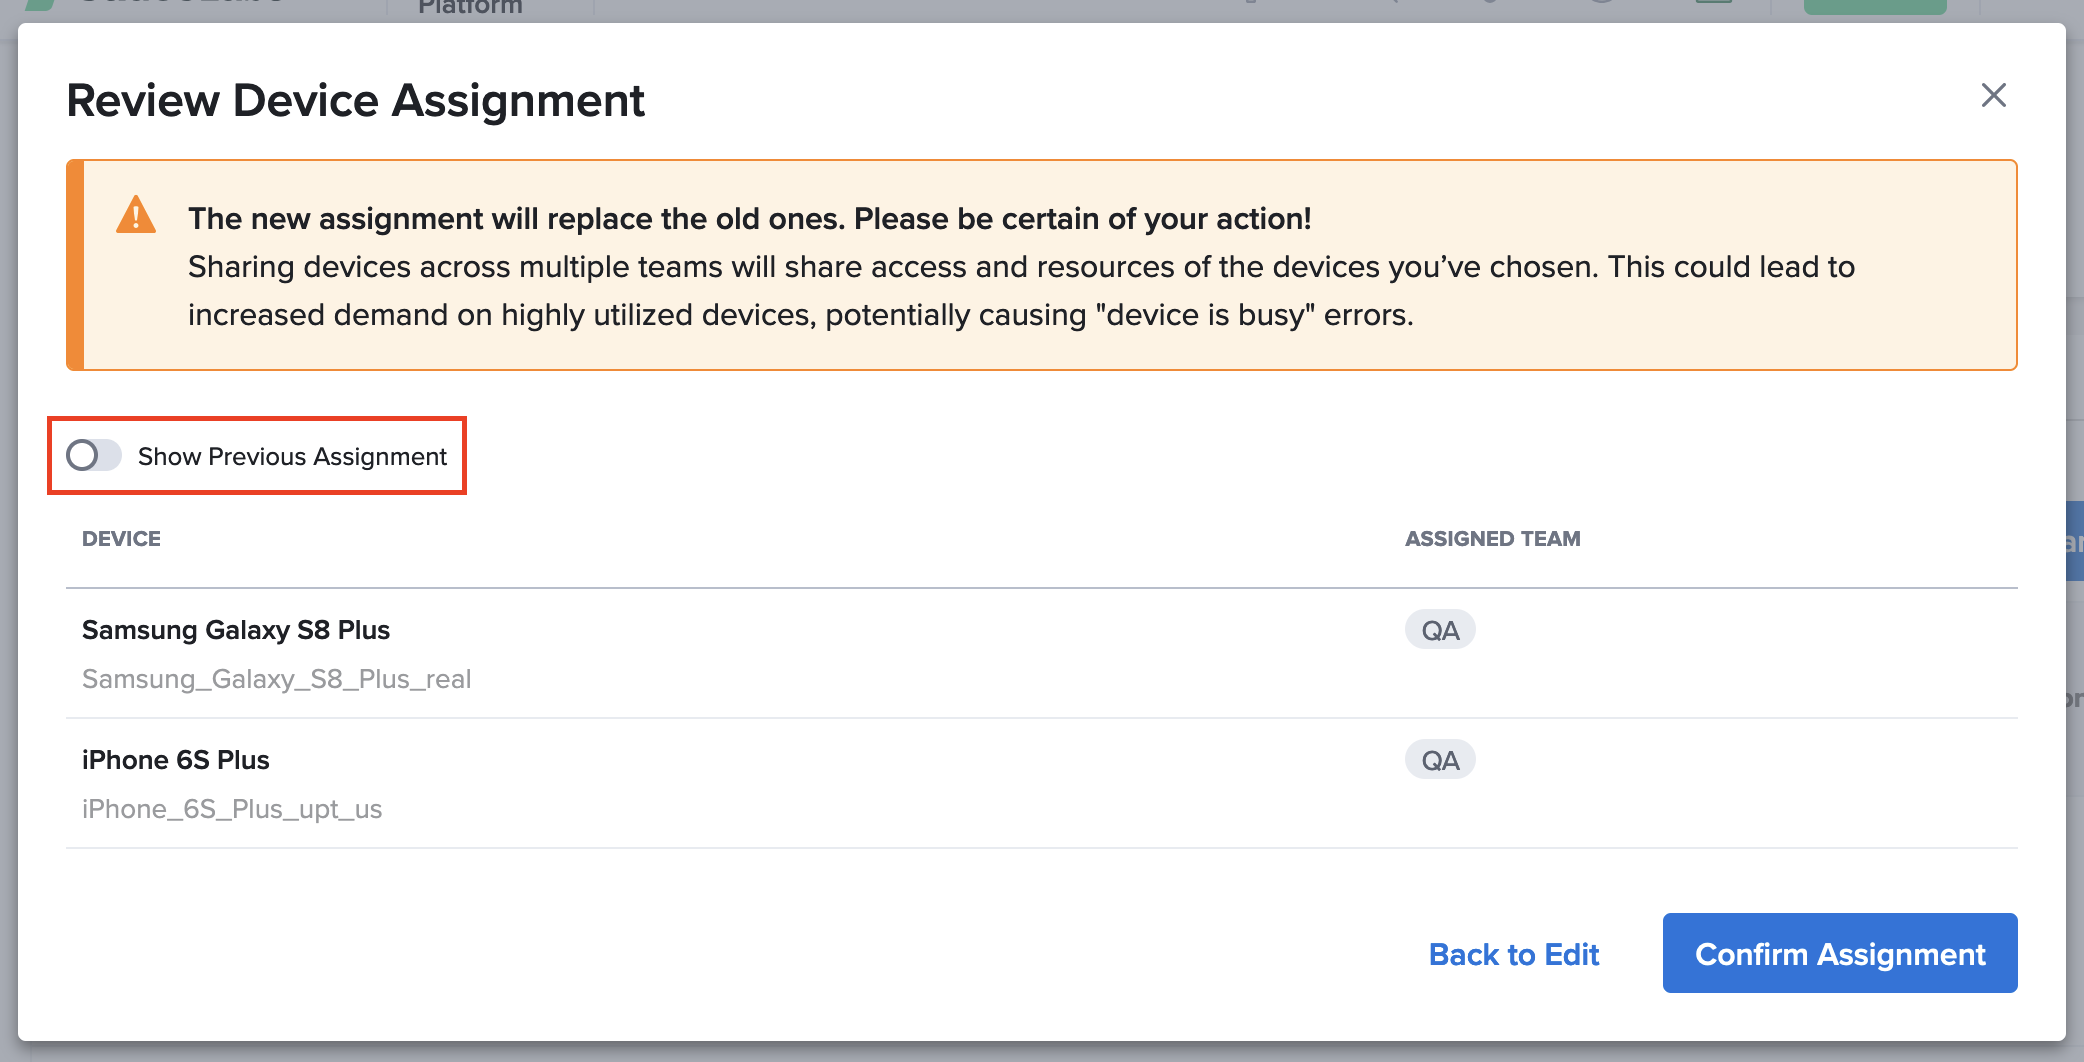 Platform
Review Device Assignment
The new assignment will replace the old ones. Please be certain of your action!
Sharing devices across multiple teams will share access and resources of the devices you’ve chosen. This could lead to
increased demand on highly utilized devices, potentially causing "device is busy" errors.
Show Previous Assignment
DEVICE ASSIGNED TEAM
Samsung Galaxy S8 Plus QA
Samsung_Galaxy_S8_Plus_real
iPhone 6S Plus QA
iPhone_6S_Plus_upt_us
Back to Edit Confirm Assignment